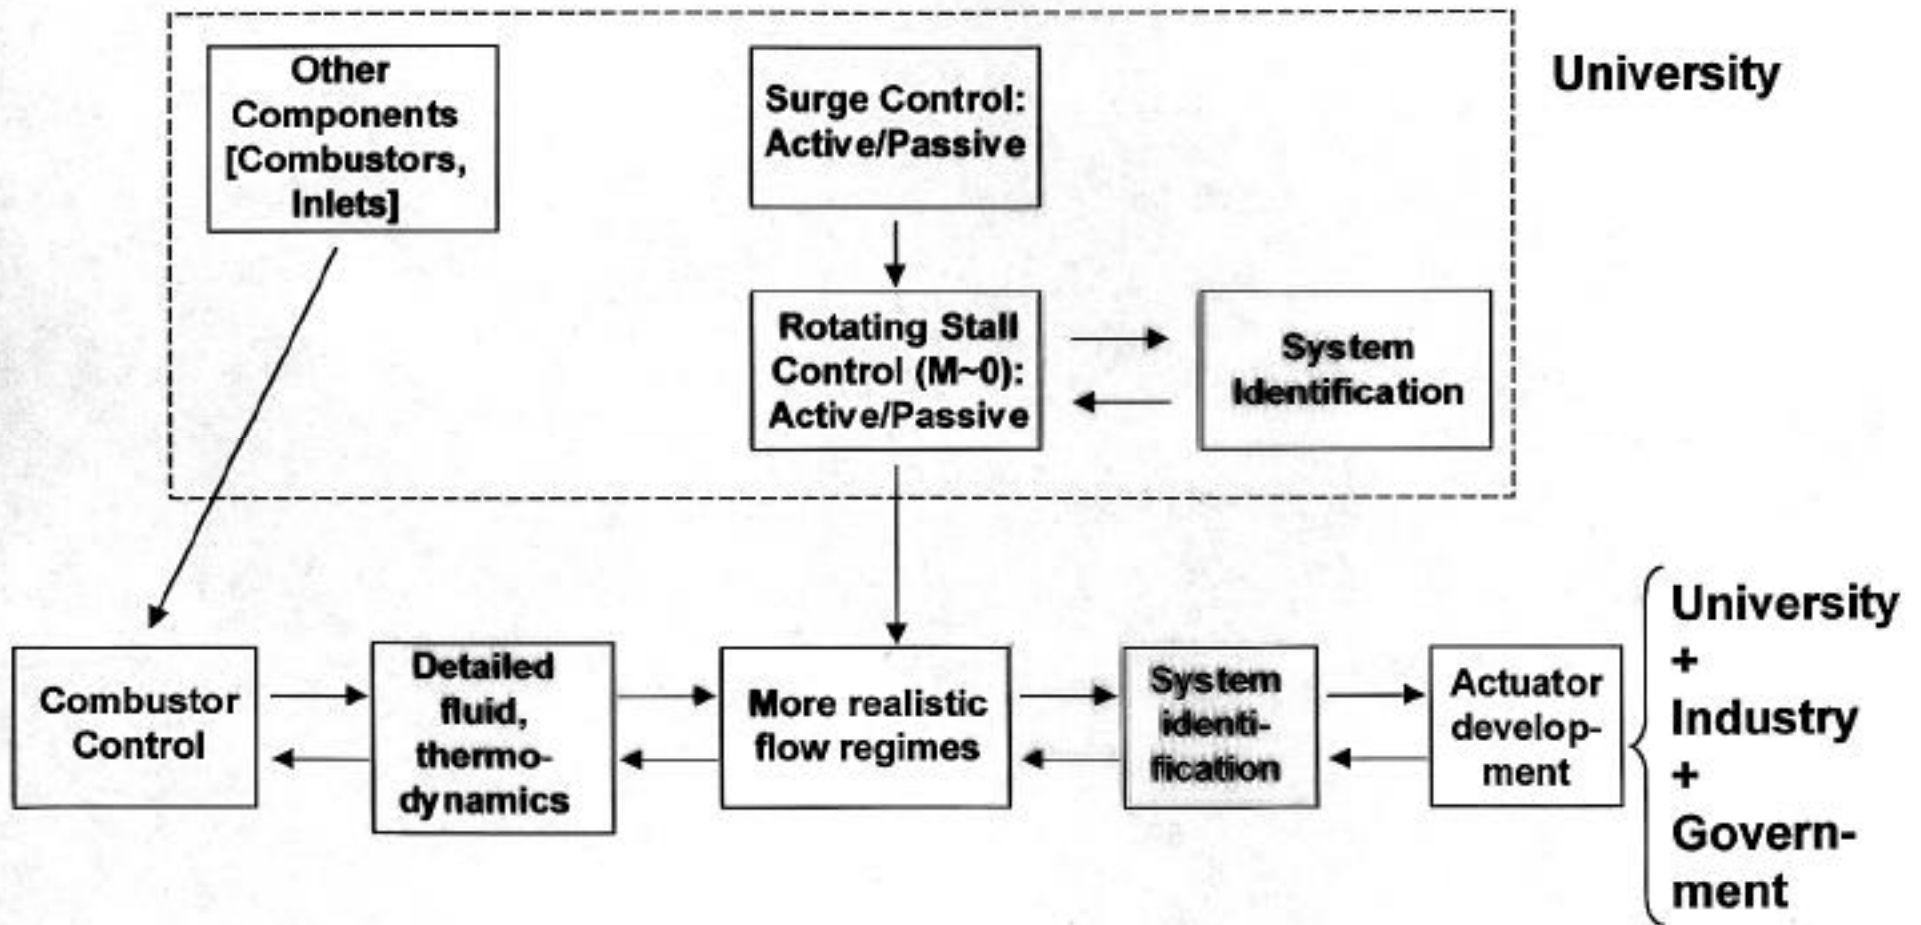 Other
Components
[Combustors,
Inlets]
Surge Control:
Active/Passive
University
Rotating Stall
Control (M~0):
Active/Passive
System
Identification
Combustor
Control
Detailed
fluid,
thermo-
dynamics
More realistic
flow regimes
System
identi-
fication
Actuator
develop-
ment
University
+
Industry
+
Govern-
ment